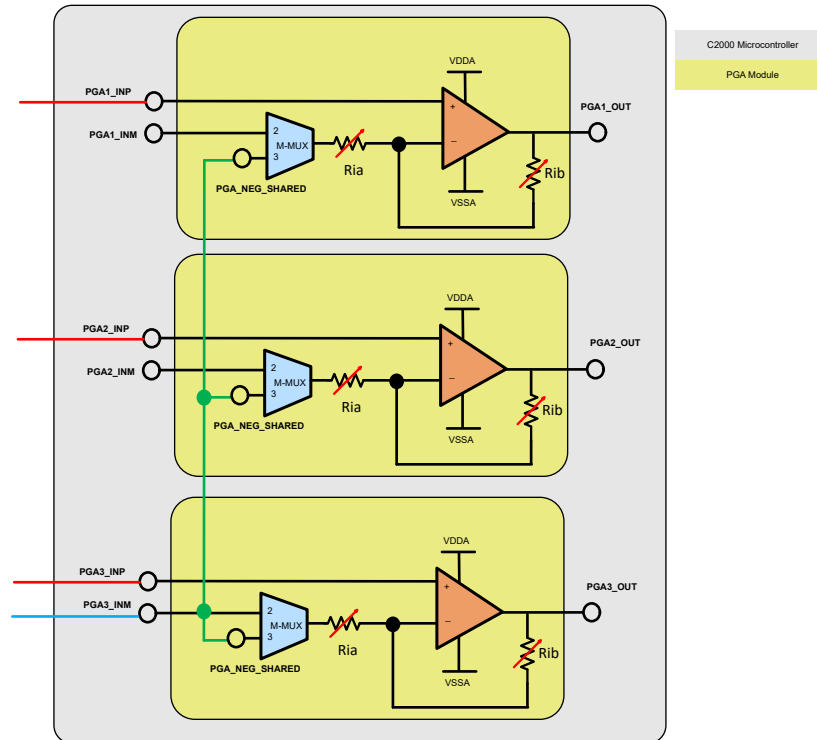 C2000 Microcontroller
PGA Module
VDDA
PGA1_INP
PGA1_OUT
+
PGA1_INM
2
M-MUX
3
–
Ria
Rib
PGA_NEG_SHARED
VSSA
VDDA
PGA2_INP
PGA2_OUT
+
PGA2_INM
2
M-MUX
3
–
Ria
Rib
PGA_NEG_SHARED
VSSA
VDDA
PGA3_INP
PGA3_OUT
+
PGA3_INM
2
M-MUX
3
–
Ria
Rib
PGA_NEG_SHARED
VSSA